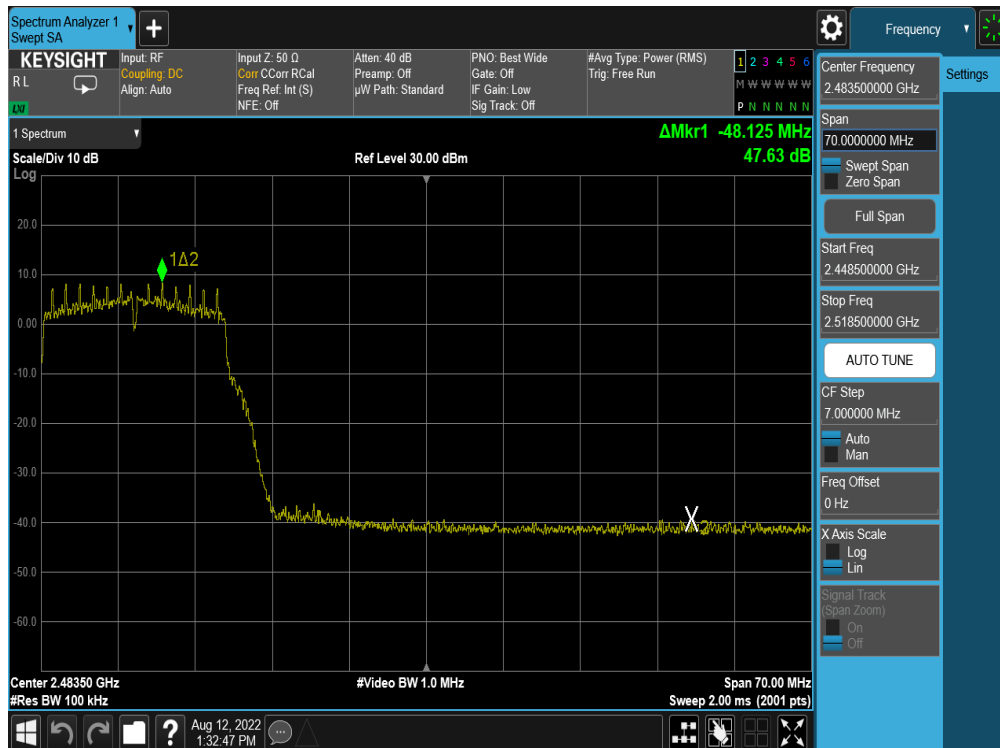 Spectrum Analyzer 1
Swept SA
Frequency
KEYSIGHT
R L
LXI
Input: RF
Coupling: DC
Align: Auto
Input Z: 50 Ω
Corr CCorr RCal
Freq Ref: Int (S)
NFE: Off
Atten: 40 dB
Preamp: Off
µW Path: Standard
PNO: Best Wide
Gate: Off
IF Gain: Low
Sig Track: Off
#Avg Type: Power (RMS)
Trig: Free Run
1 2 3 4 5 6
M W W W W W
P N N N N N
Center Frequency
2.483500000 GHz
Settings
1 Spectrum
ΔMkr1 -48.125 MHz
47.63 dB
Scale/Div 10 dB
Ref Level 30.00 dBm
Log
20.0
10.0
0.00
-10.0
-20.0
-30.0
-40.0
-50.0
-60.0
1Δ2
X2
Span
70.0000000 MHz
Swept Span
Zero Span
Full Span
Start Freq
2.448500000 GHz
Stop Freq
2.518500000 GHz
AUTO TUNE
CF Step
7.000000 MHz
Auto
Man
Freq Offset
0 Hz
X Axis Scale
Log
Lin
Signal Track
(Span Zoom)
On
Off
Center 2.48350 GHz
#Res BW 100 kHz
#Video BW 1.0 MHz
Span 70.00 MHz
Sweep 2.00 ms (2001 pts)
?
Aug 12, 2022
1:32:47 PM